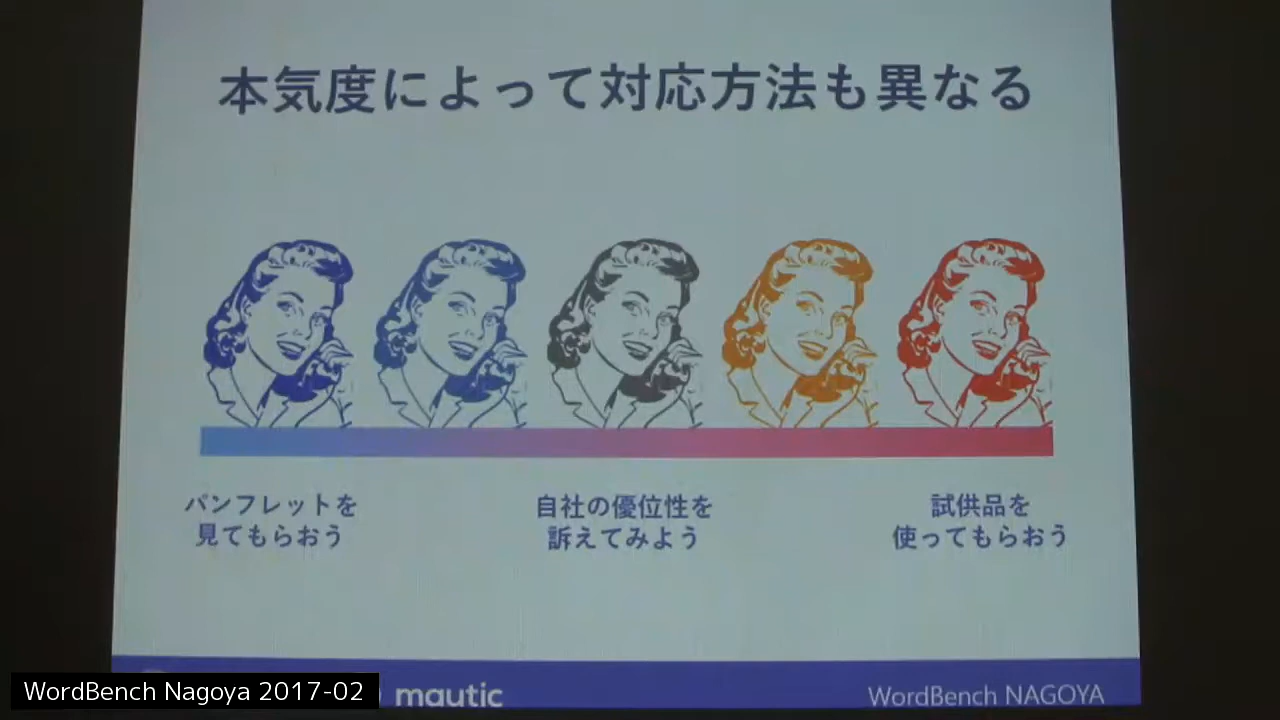 本気度によって対応方法も異なる
パンフレットを
見てもらおう
自社の優位性を
訴えてみよう
試供品を
使ってもらおう
WordBench Nagoya 2017-02
mautic
WordBench NAGOYA